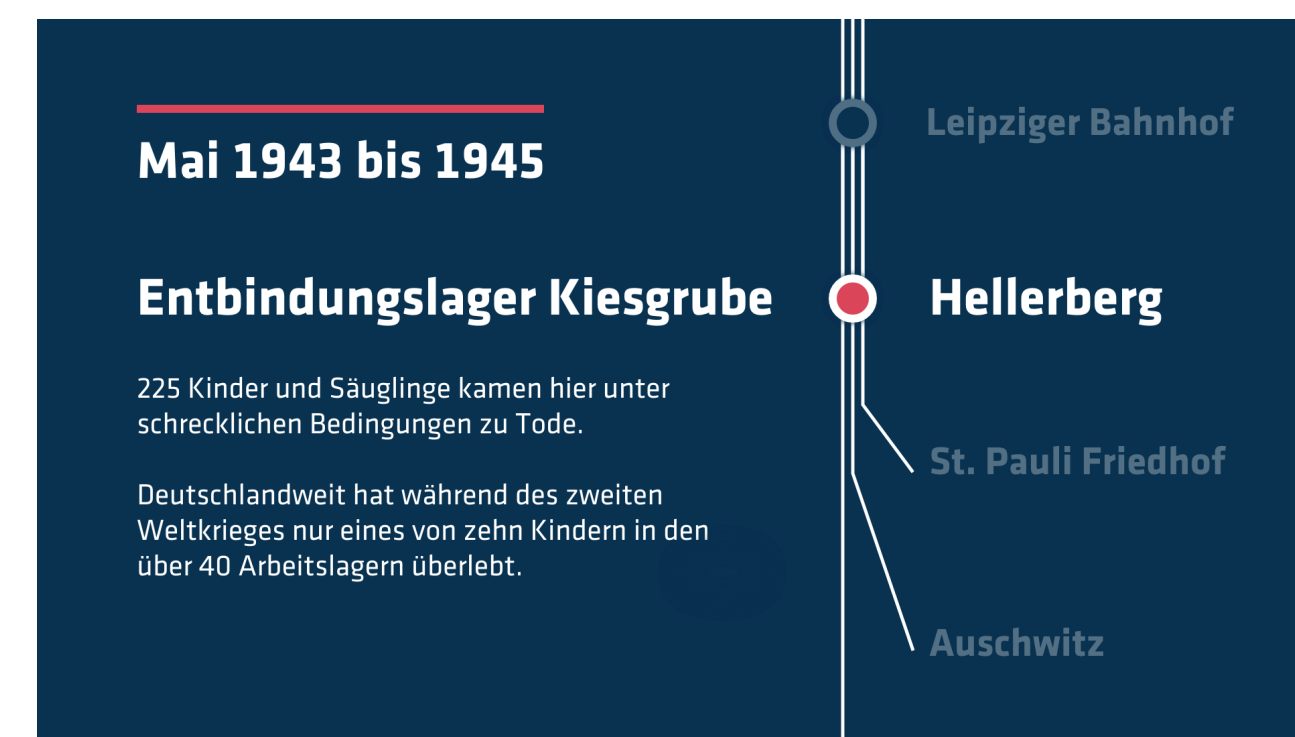 Mai 1943 bis 1945
Entbindungslager Kiesgrube
225 Kinder und Säuglinge kamen hier unter
schrecklichen Bedingungen zu Tode.
Deutschlandweit hat während des zweiten
Weltkrieges nur eines von zehn Kindern in den
über 40 Arbeitslagern überlebt.
Leipziger Bahnhof
Hellerberg
St. Pauli Friedhof
Auschwitz